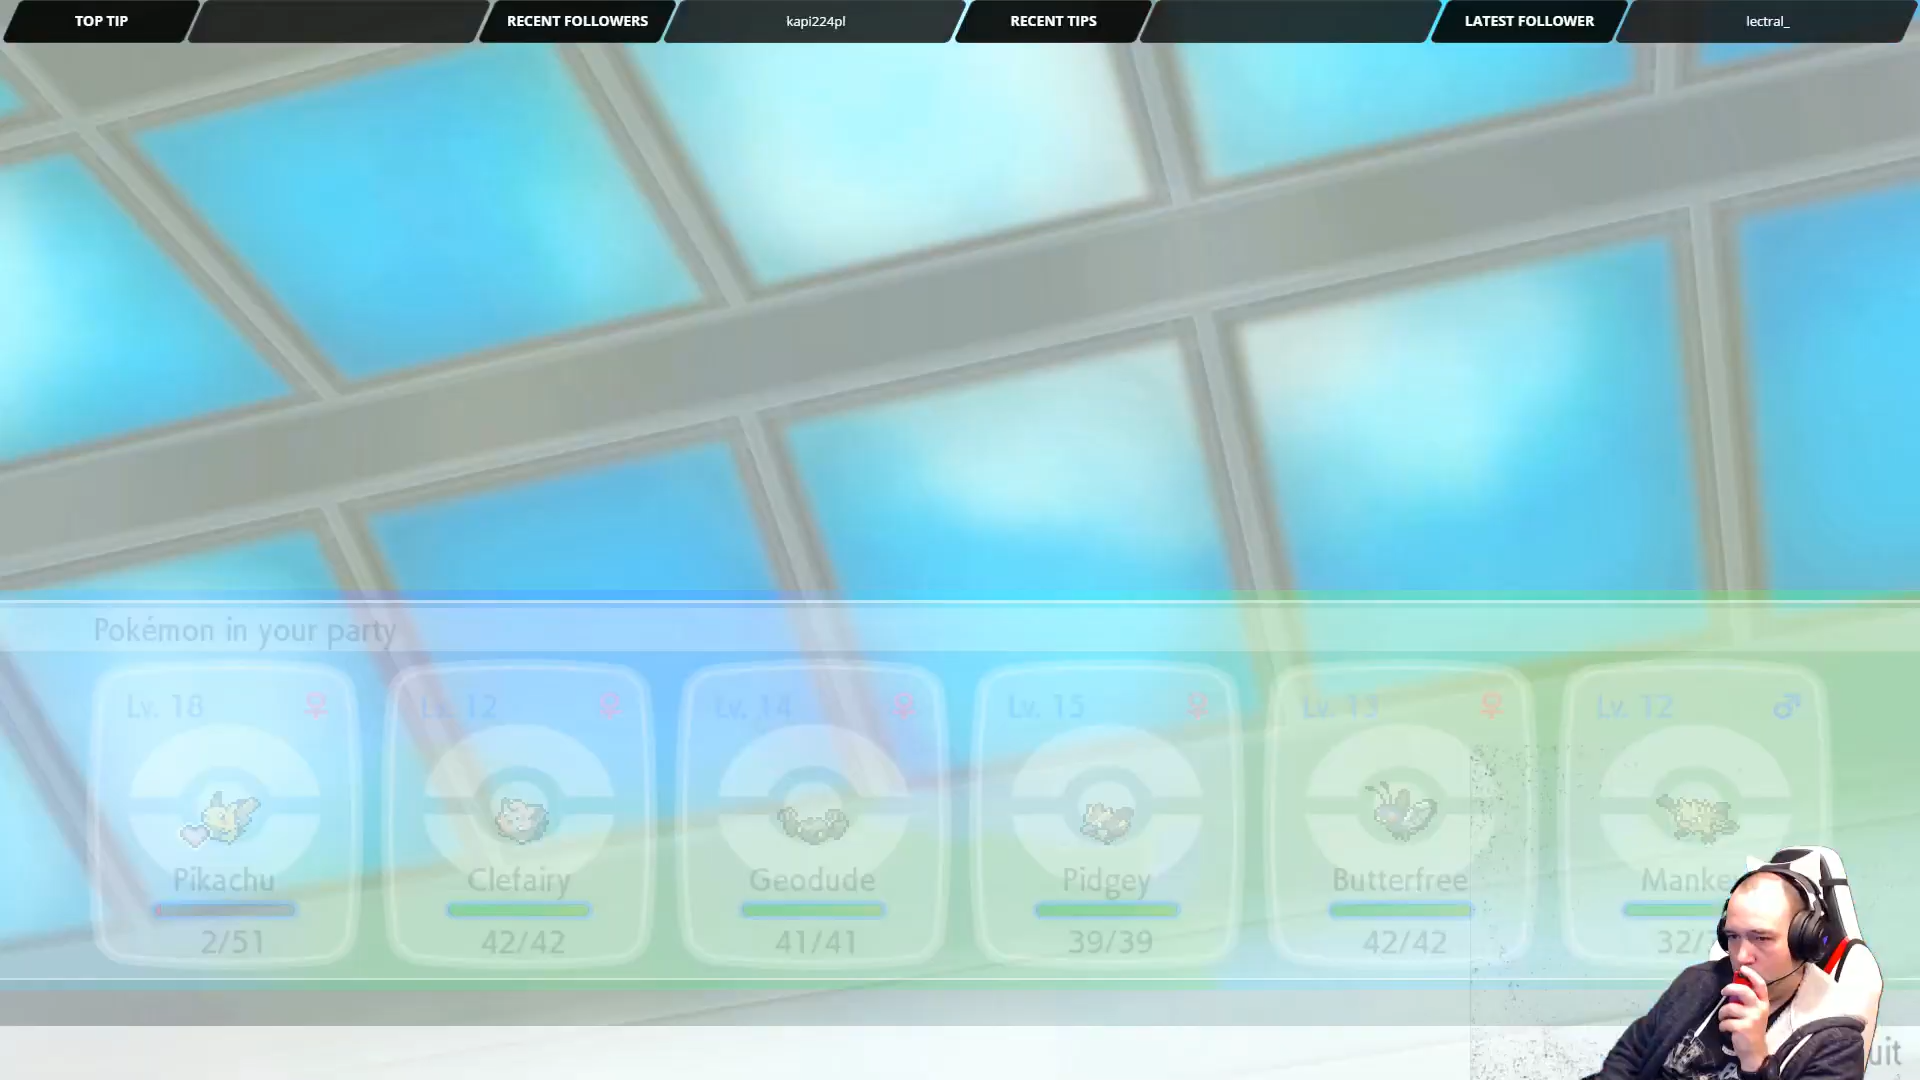 TOP TIP
RECENT FOLLOWERS
kapi224pl
RECENT TIPS
LATEST FOLLOWER
lectral_
Pokémon in your party
Lv. 18 ♀
Lv. 12 ♀
Lv. 14 ♀
Lv. 15 ♀
Lv. 13 ♀
Lv. 12 ♂
Pikachu
Clefairy
Geodude
Pidgey
Butterfree
2/51
42/42
41/41
39/39
42/42